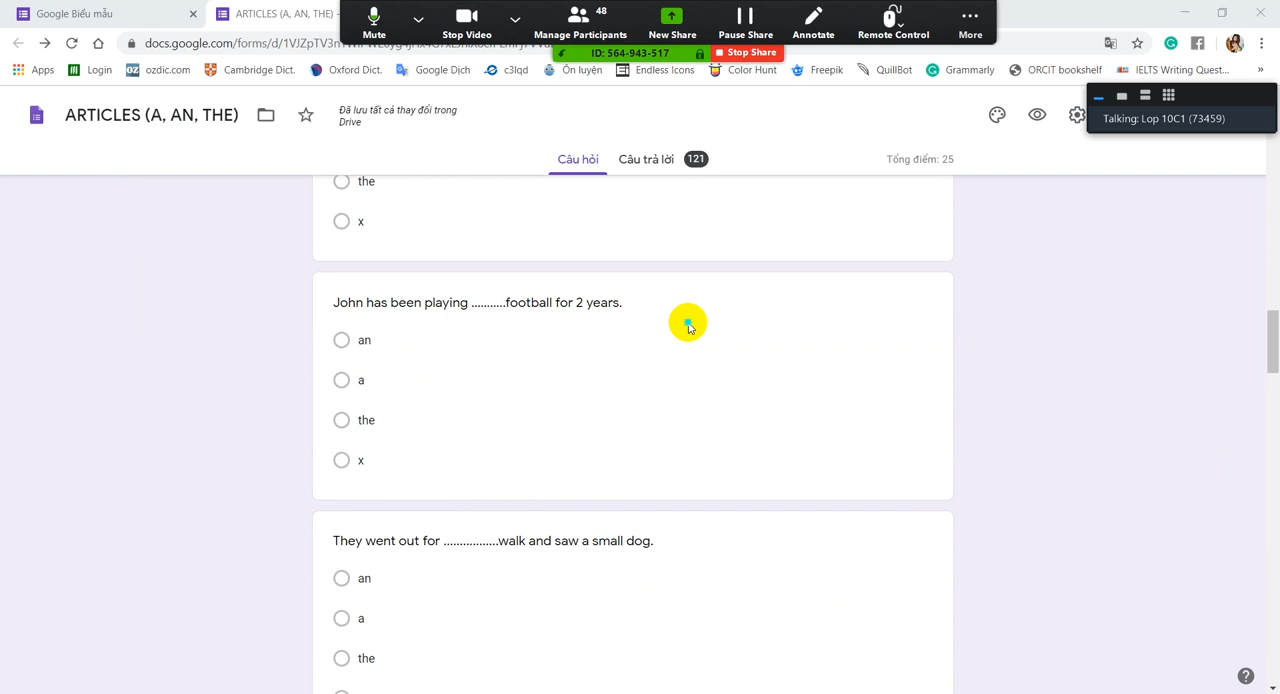 Google Biểu mẫu
ARTICLES (A, AN, THE) -
Mute
Stop Video
48
Manage Participants
New Share
Pause Share
Annotate
Remote Control
More
ID: 564-943-517
Stop Share
Apps
Login
ozdic.com
Cambridge Dict.
Oxford Dict.
Google Dịch
c3lqd
Ôn luyện
Endless Icons
Color Hunt
Freepik
QuillBot
Grammarly
ORCIT bookshelf
IELTS Writing Quest...
»
ARTICLES (A, AN, THE)
Đã lưu tất cả thay đổi trong
Drive
Talking: Lop 10C1 (73459)
Câu hỏi
Câu trả lời 121
Tổng điểm: 25
the
x
John has been playing ...........football for 2 years.
an
a
the
x
They went out for .................walk and saw a small dog.
an
a
the